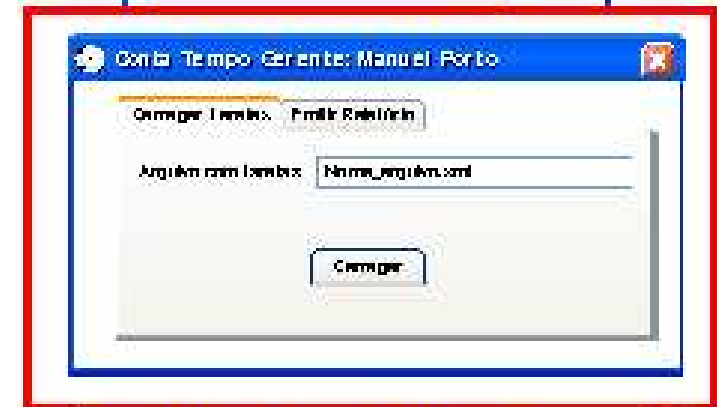 Conta Tempo Gerente: Manuel Porto
Carregar Tarefas Emitir Relatório
Arquivo com tarefas Nome_arquivo.xml
Carregar